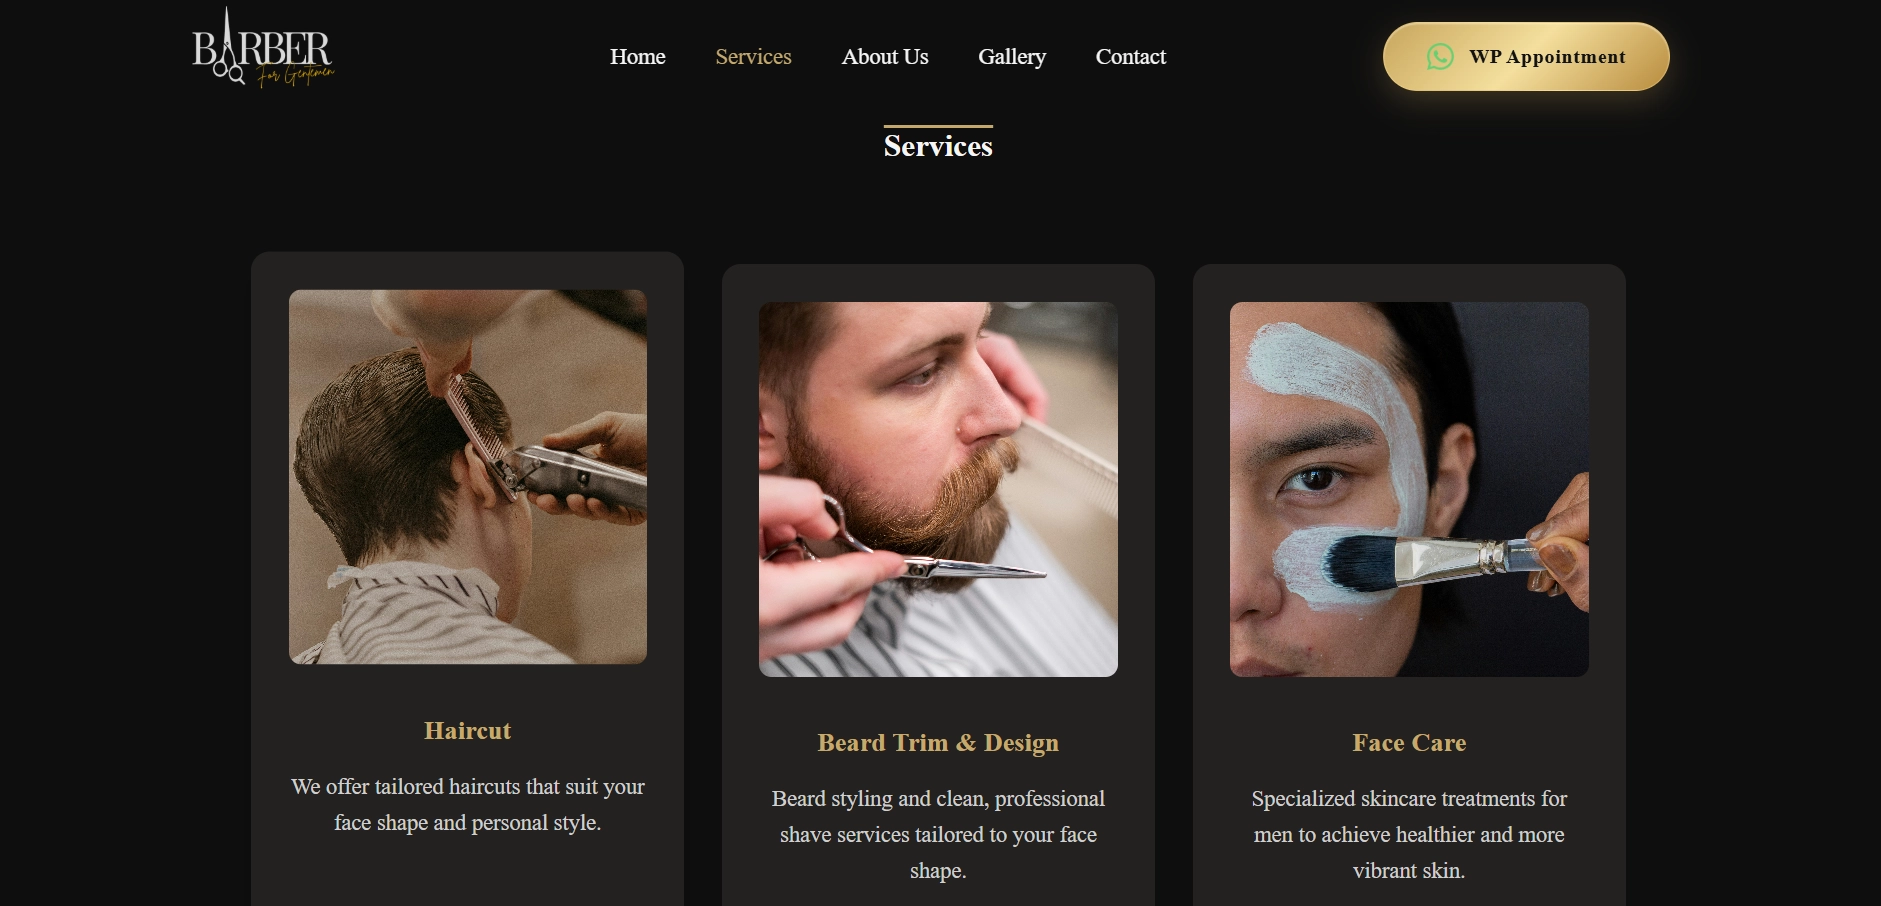 BARBER
For Gentemen
Home
Services
About Us
Gallery
Contact
WP Appointment
Services
Haircut
We offer tailored haircuts that suit your
face shape and personal style.
Beard Trim & Design
Beard styling and clean, professional
shave services tailored to your face
shape.
Face Care
Specialized skincare treatments for
men to achieve healthier and more
vibrant skin.